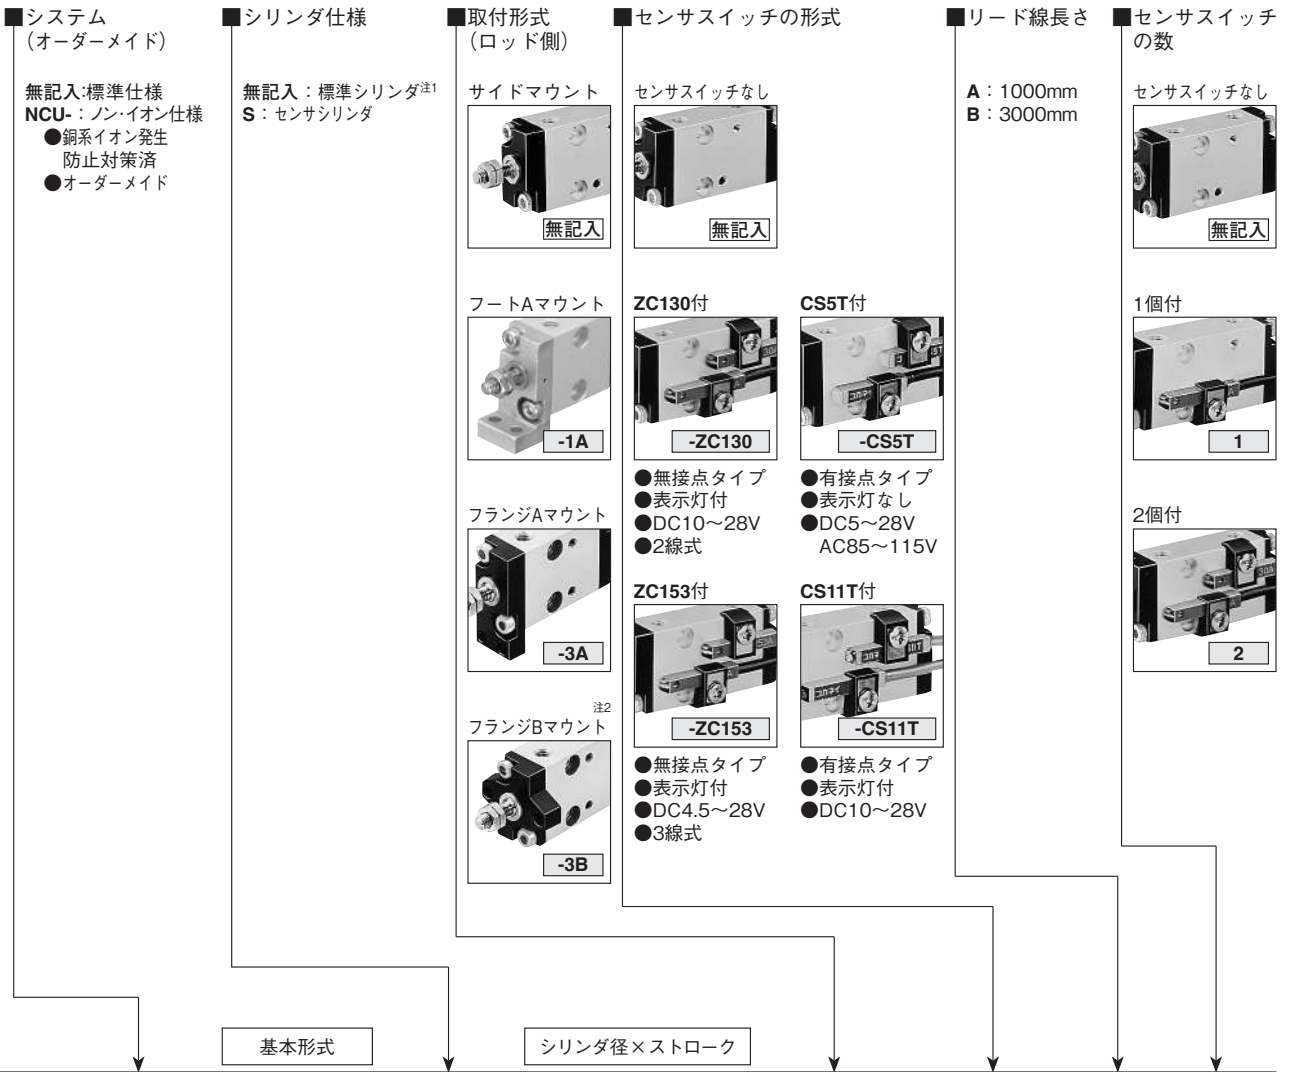 ■システム
（オーダーメイド）
無記入:標準仕様
NCU-：ノン･イオン仕様
●銅系イオン発生
防止対策済
●オーダーメイド
■シリンダ仕様
無記入：標準シリンダ注1
S：センサシリンダ
■取付形式
（ロッド側）
サイドマウント
無記入
フートAマウント
-1A
フランジAマウント
-3A
注2
フランジBマウント
-3B
■センサスイッチの形式
センサスイッチなし
無記入
ZC130付
-ZC130
●無接点タイプ
●表示灯付
●DC10〜28V
●2線式
CS5T付
-CS5T
●有接点タイプ
●表示灯なし
●DC5〜28V
AC85〜115V
ZC153付
-ZC153
●無接点タイプ
●表示灯付
●DC4.5〜28V
●3線式
CS11T付
-CS11T
●有接点タイプ
●表示灯付
●DC10〜28V
■リード線長さ
A：1000mm
B：3000mm
■センサスイッチ
の数
センサスイッチなし
無記入
1個付
1
2個付
2
基本形式
シリンダ径×ストローク